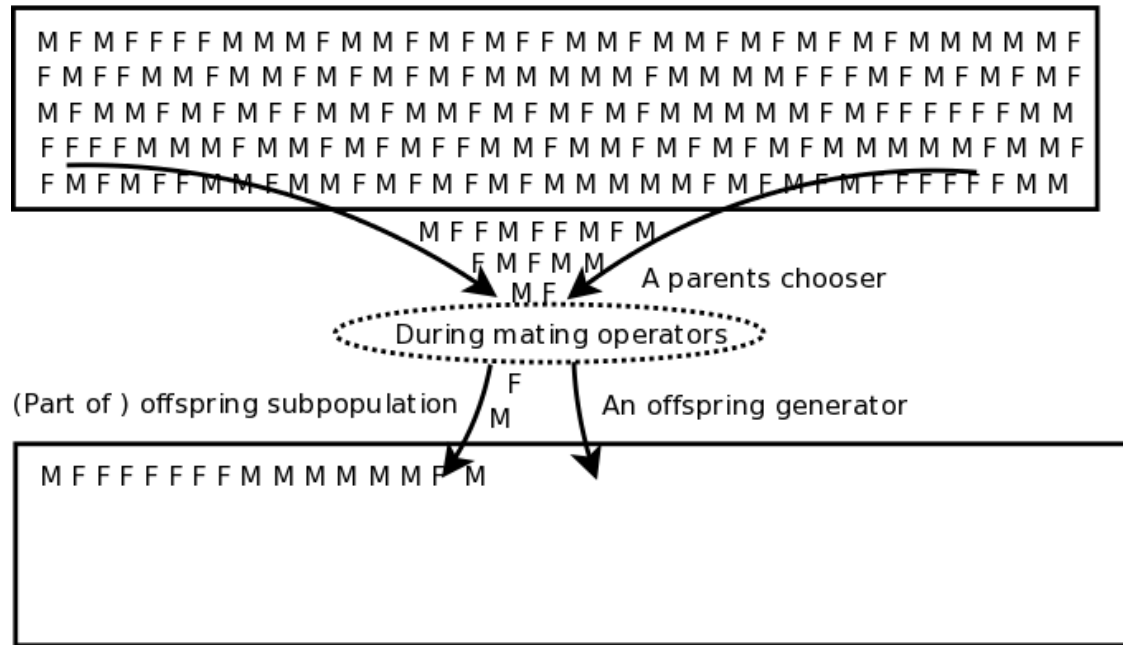 M F M F F F F M M M F M M F M F M F F M M F M M F M F M F M F M M M M M F
F M F F M M F M M F M F M F M F M M M M M F M M M M F F F M F M F M F M F
M F M M F M F M F F M M F M M F M F M F M F M M M M M F M F F F F F F M M
F F F F M M M F M M F M F M F F M M F M M F M F M F M F M M M M M F M M F
F M F M F F M M F M M F M F M F M F M M M M M F M F M F M F F F F F F M M
M F F M F F M F M
F M F M M
M F
A parents chooser
During mating operators
F
(Part of ) offspring subpopulation
An offspring generator
M
M F F F F F F F M M M M M M F M